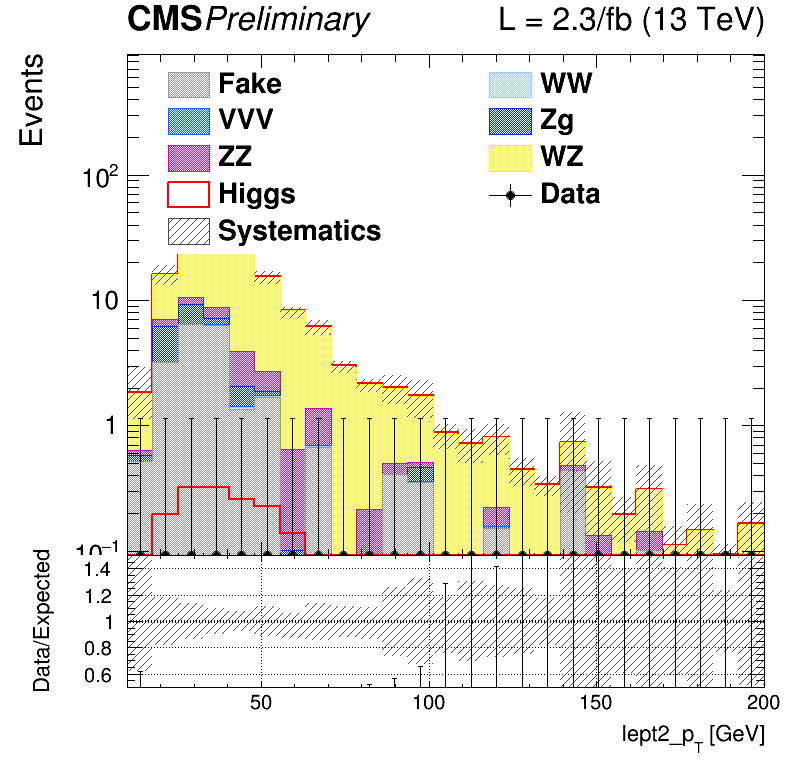 CMS Preliminary L = 2.3/fb (13 TeV)
Events
Fake WW
VVV Zg
ZZ WZ
Higgs Data
Systematics
10²
10
1
10⁻¹
Data/Expected
1.4
1.2
1
0.8
0.6
50 100 150 200
lept2_p_T [GeV]